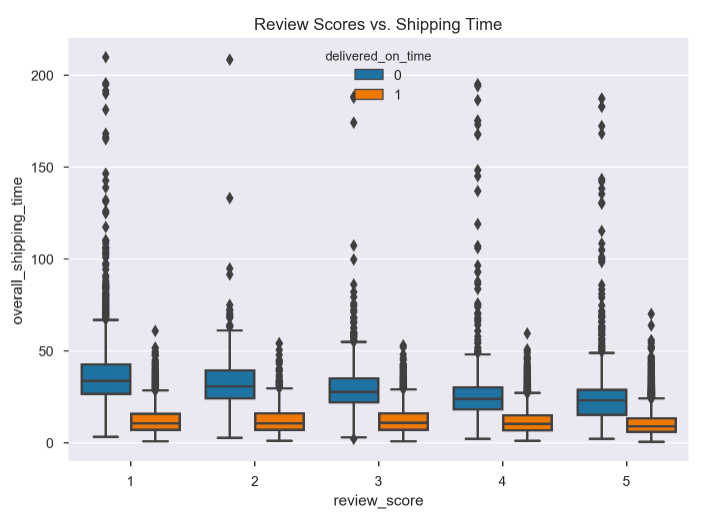 Review Scores vs. Shipping Time
delivered_on_time
0
1
200
150
100
50
0
overall_shipping_time
1 2 3 4 5
review_score